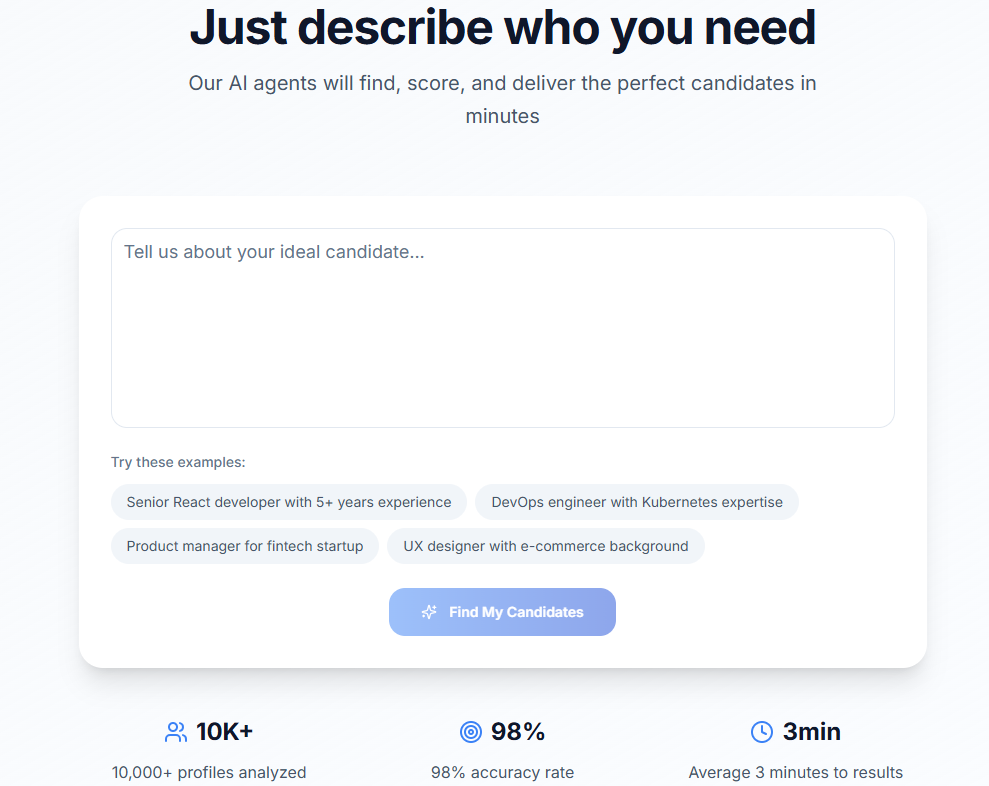 Just describe who you need
Our AI agents will find, score, and deliver the perfect candidates in
minutes
Tell us about your ideal candidate...
Try these examples:
Senior React developer with 5+ years experience
DevOps engineer with Kubernetes expertise
Product manager for fintech startup
UX designer with e-commerce background
Find My Candidates
10K+
98%
3min
10,000+ profiles analyzed
98% accuracy rate
Average 3 minutes to results